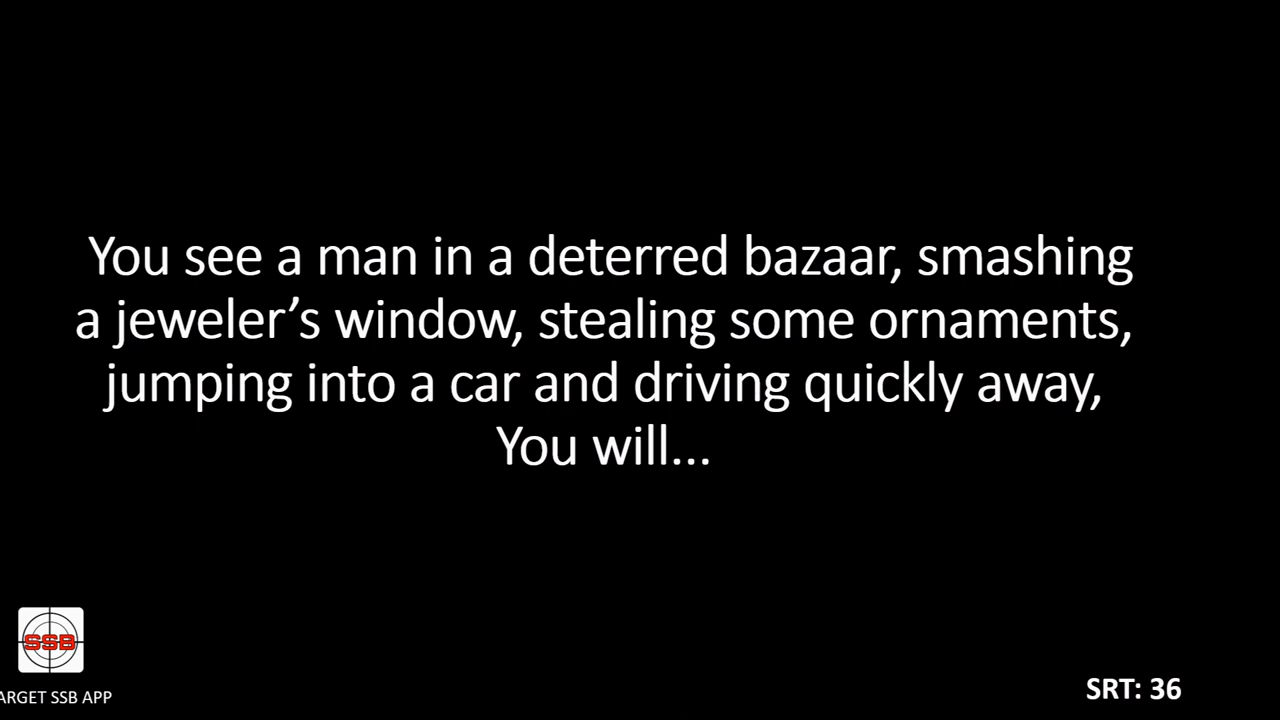 You see a man in a deterred bazaar, smashing
a jeweler’s window, stealing some ornaments,
jumping into a car and driving quickly away,
You will...
SSB
ARGET SSB APP
SRT: 36